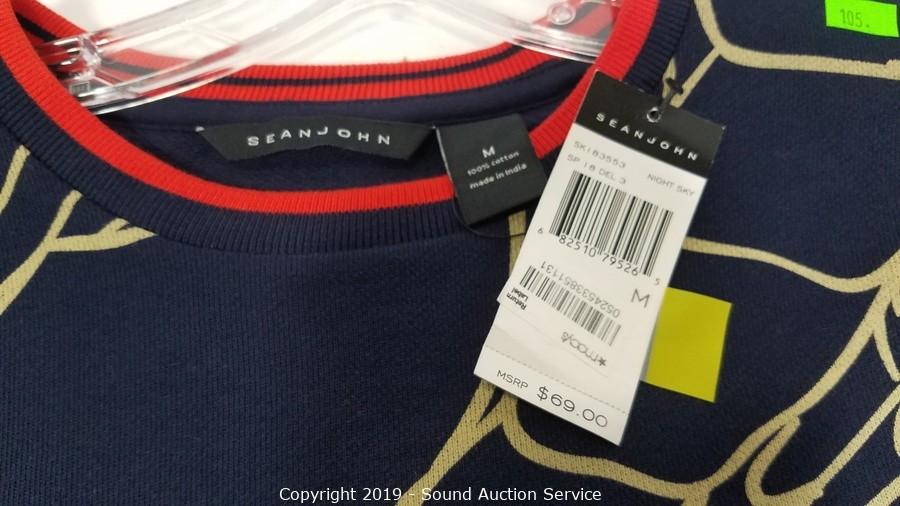 105.
SEANJOHN
M
100% cotton
made in India
SEANJOHN
SK183553
SP 18 DEL 3 NIGHT SKY
6 82510 79526 5
M
0524533851131
Return
Label
★macy's
MSRP $69.00
Copyright 2019 - Sound Auction Service